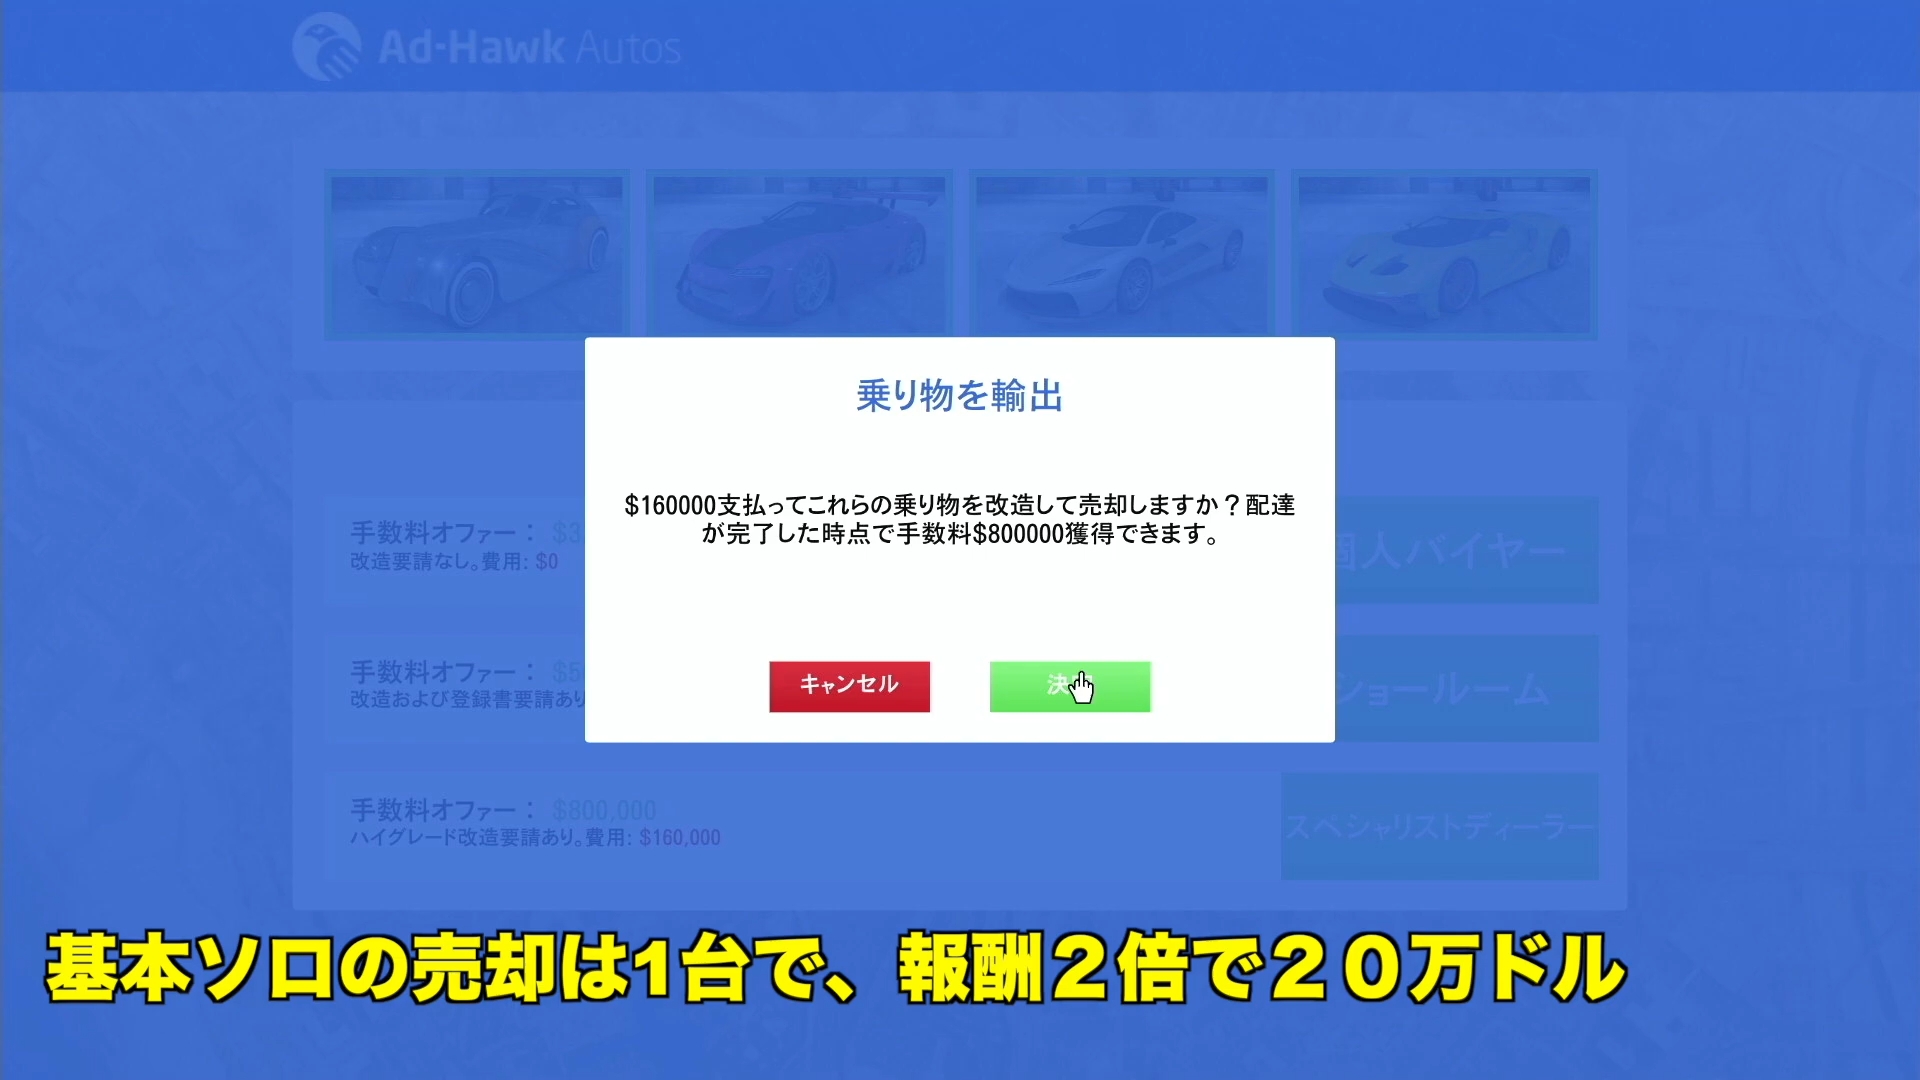 Ad-Hawk Autos
乗り物を輸出
$160000支払ってこれらの乗り物を改造して売却しますか？配達
が完了した時点で手数料$800000獲得できます。
キャンセル
手数料オファー：
改造要請なし。費用: $0
個人バイヤー
手数料オファー：
改造および登録書要請あり
ショールーム
手数料オファー： $800,000
ハイグレード改造要請あり。費用: $160,000
スペシャリストディーラー
基本ソロの売却は1台で、報酬２倍で２０万ドル